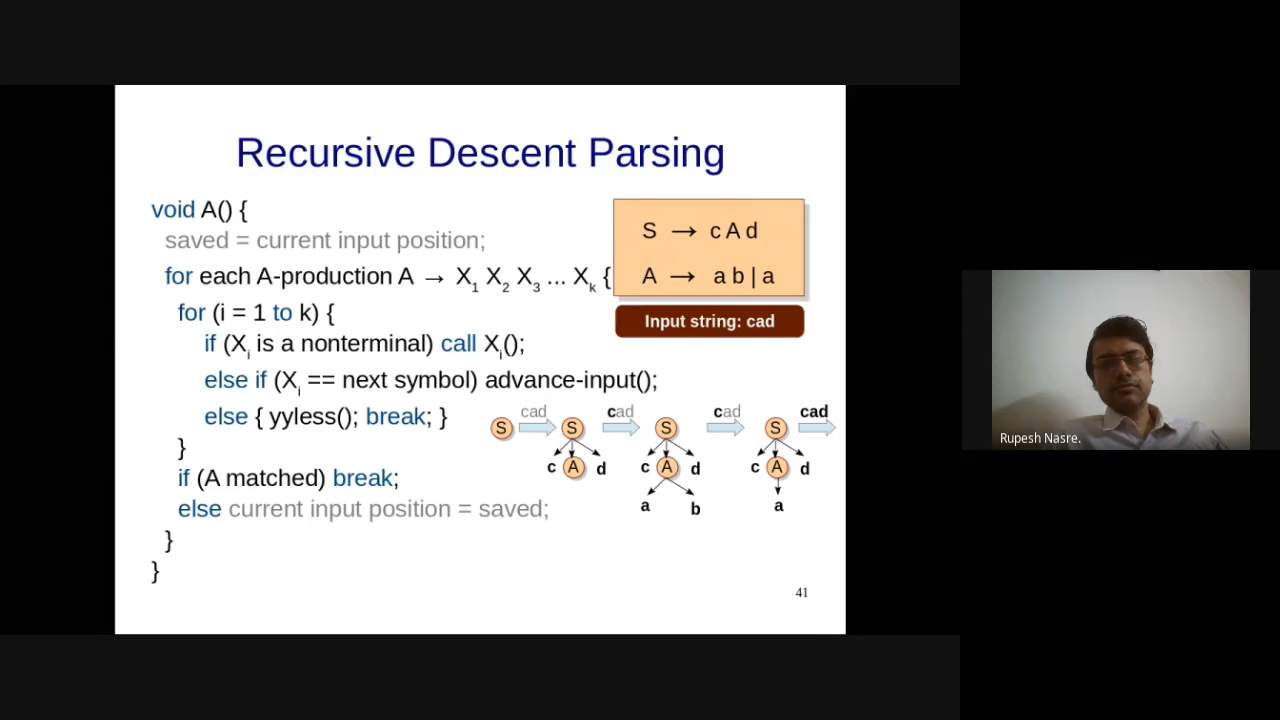 Recursive Descent Parsing
void A() {
saved = current input position;
for each A-production A → X1 X2 X3 ... Xk {
for (i = 1 to k) {
if (Xi is a nonterminal) call Xi();
else if (Xi == next symbol) advance-input();
else { yyless(); break; }
}
if (A matched) break;
else current input position = saved;
}
}
S → c A d
A → a b | a
Input string: cad
cad cad cad cad
S S S S
c A d c A d c A d
a b a
41
Rupesh Nasre.